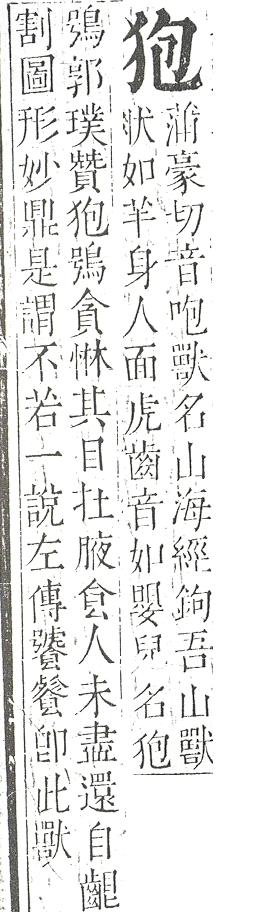 狍
蒲豪切音咆獸名山海經鉤吾山獸
狀如羊身人面虎齒音如嬰兒名狍
鴞郭璞贊狍鴞貪惏其目在腋食人未盡還自齦
割圖形妙鼎是謂不若一說左傳饕餮卽此獸